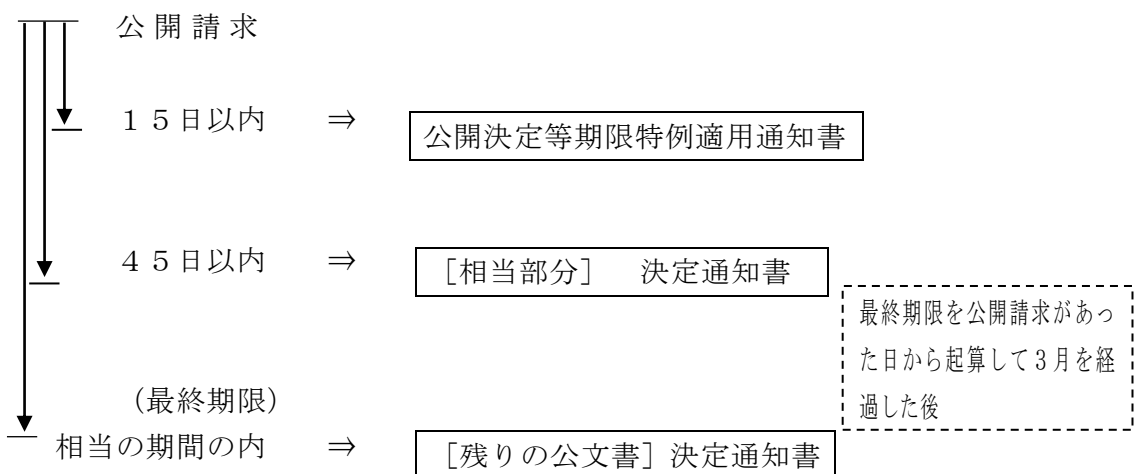 公開請求
１５日以内 ⇒ 公開決定等期限特例適用通知書
４５日以内 ⇒ ［相当部分］ 決定通知書
最終期限を公開請求があっ
た日から起算して３月を経
過した後
（最終期限）
相当の期間の内 ⇒ ［残りの公文書］決定通知書